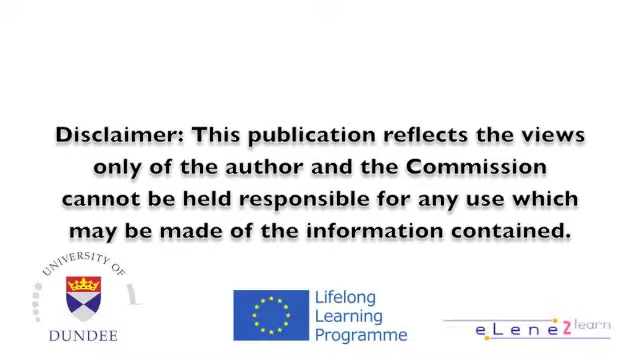 Disclaimer: This publication reflects the views
only of the author and the Commission
cannot be held responsible for any use which
may be made of the information contained.
UNIVERSITY OF
DUNDEE
Lifelong
Learning
Programme
eLene2learn